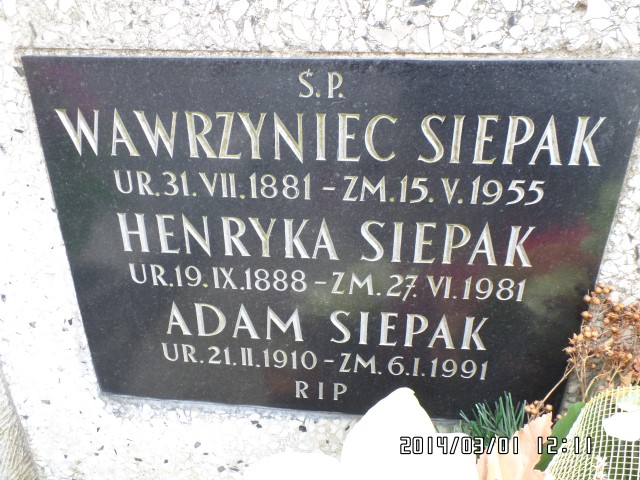 Ś.P.
WAWRZYNIEC SIEPAK
UR. 31. VII. 1881 - ZM. 15. V. 1955
HENRYKA SIEPAK
UR. 19. IX. 1888 - ZM. 27. VI. 1981
ADAM SIEPAK
UR. 21. II. 1910 - ZM. 6. I. 1991
RIP
2014/03/01 12:11